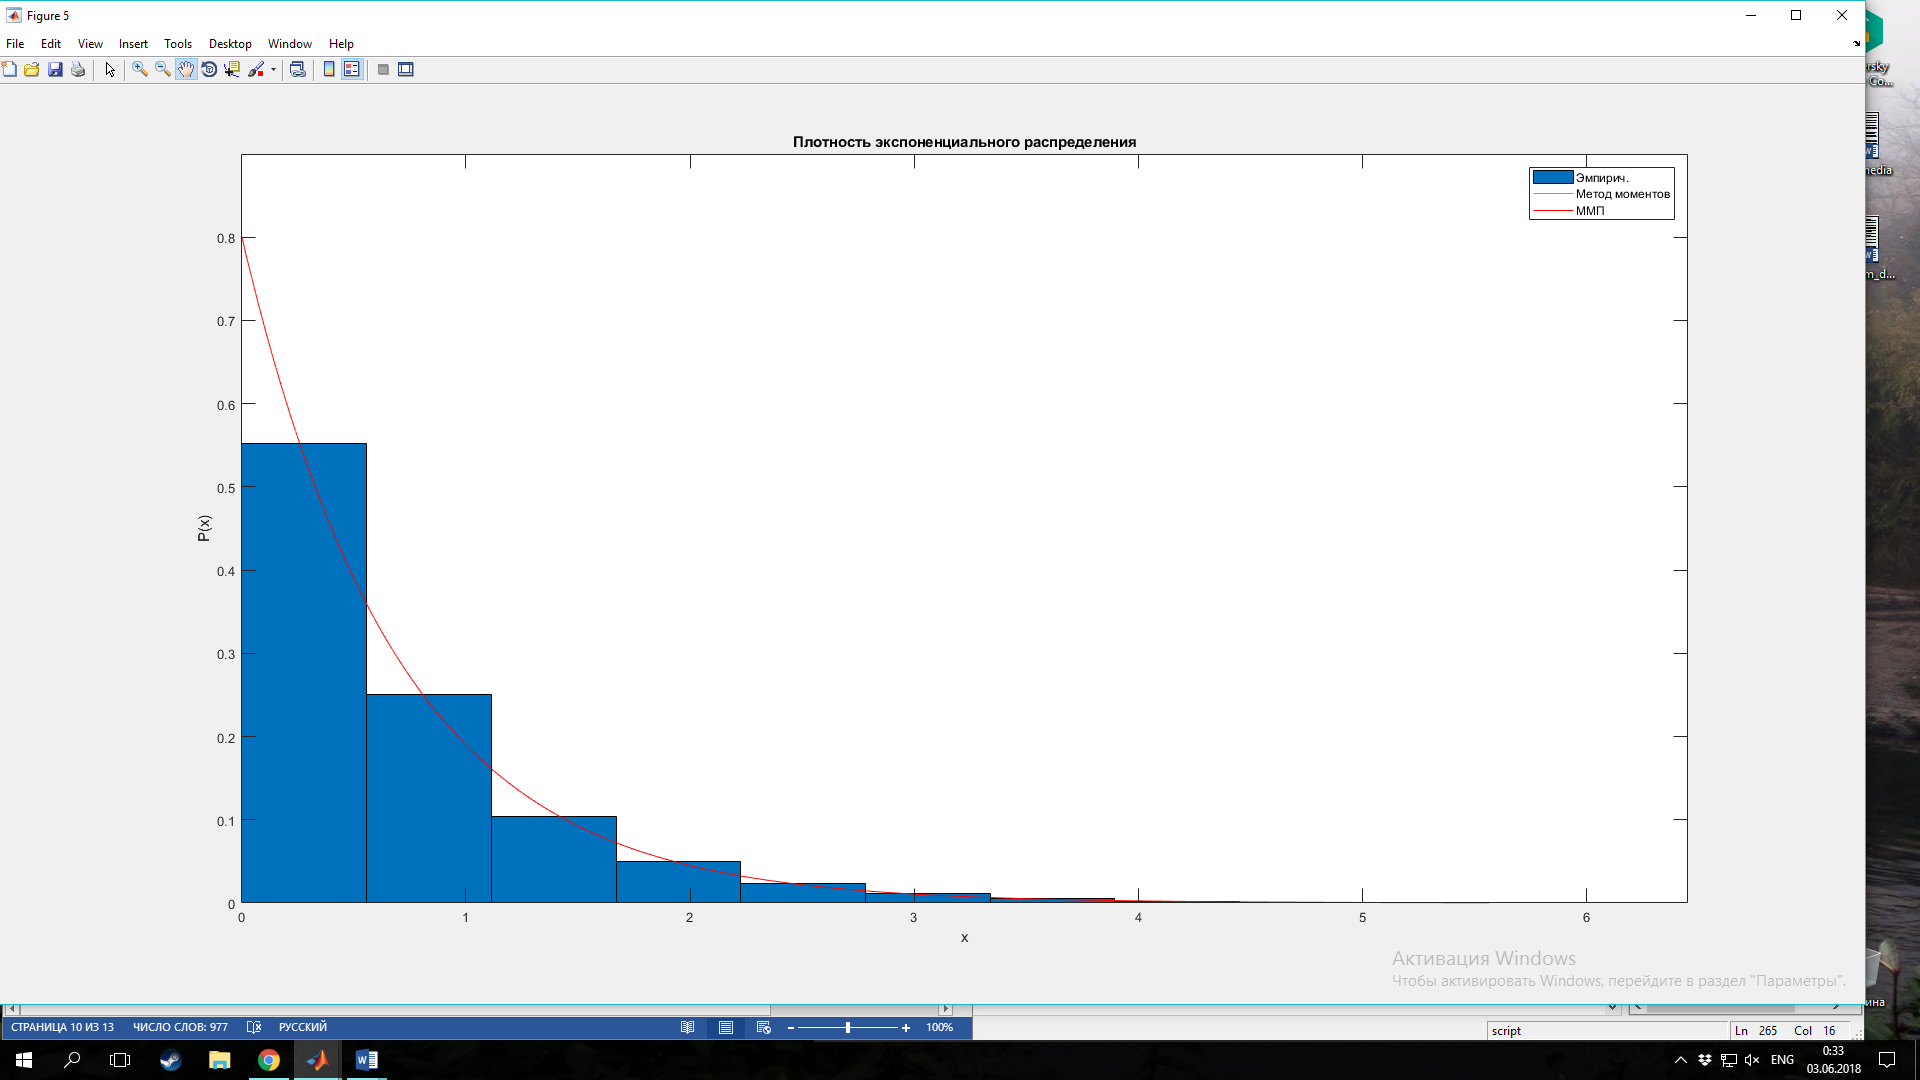 Figure 5
File Edit View Insert Tools Desktop Window Help
Плотность экспоненциального распределения
Эмпирич.
Метод моментов
ММП
0.8
0.7
0.6
0.5
0.4
0.3
0.2
0.1
0
P(x)
0 1 2 3 4 5 6
x
Активация Windows
Чтобы активировать Windows, перейдите в раздел "Параметры".
СТРАНИЦА 10 ИЗ 13 ЧИСЛО СЛОВ: 977 РУССКИЙ 100%
script Ln 265 Col 16
ENG 0:33
03.06.2018